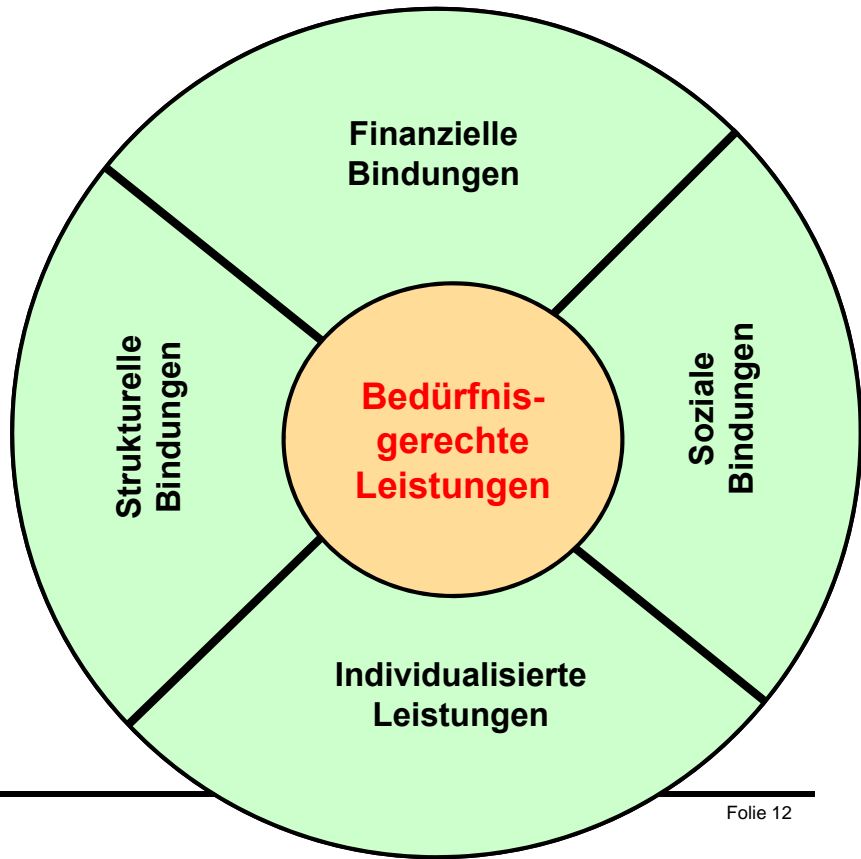 Finanzielle
Bindungen
Strukturelle
Bindungen
Bedürfnis-
gerechte
Leistungen
Soziale
Bindungen
Individualisierte
Leistungen
Folie 12